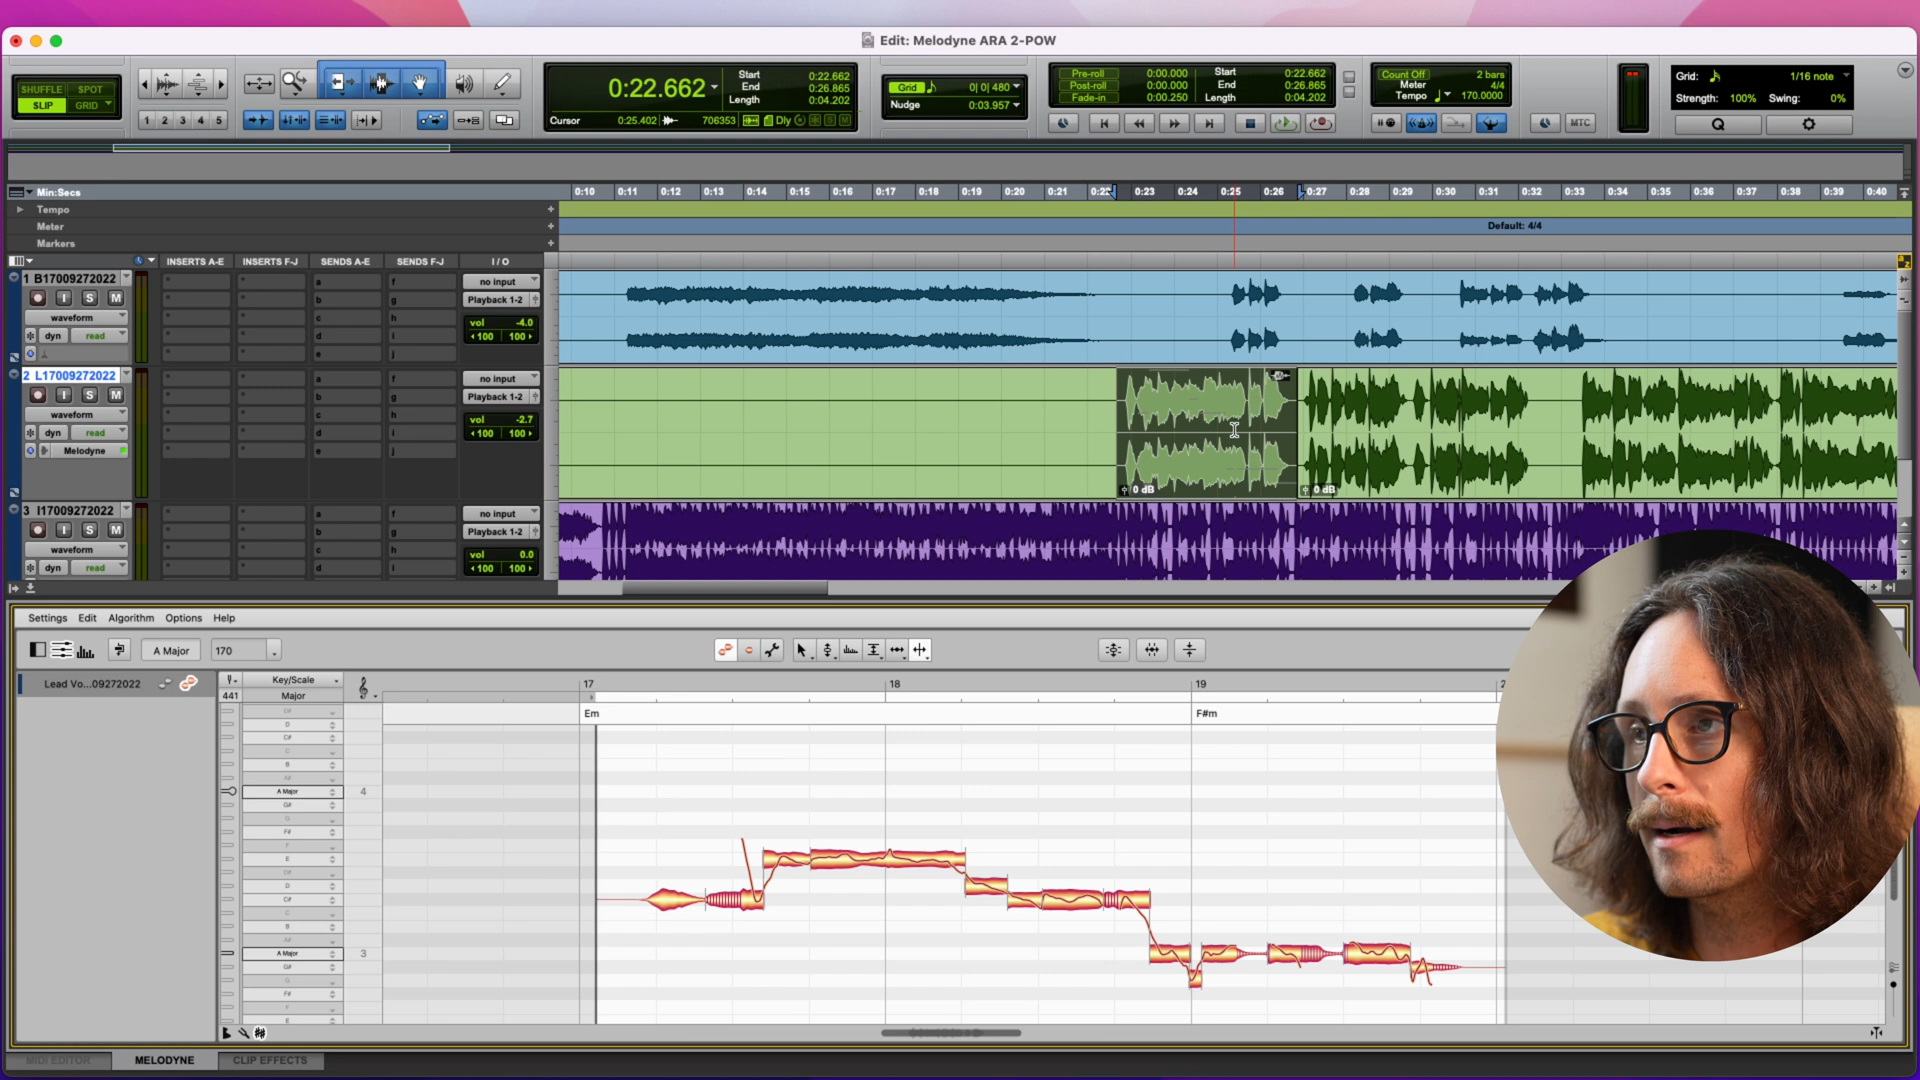 Edit: Melodyne ARA 2-POW
SHUFFLE SPOT
SLIP GRID
1 2 3 4 5
0:22.662
Start 0:22.662
End 0:26.865
Length 0:04.202
Cursor 0:25.402 706353 Dly S M
Grid 0| 0| 480
Nudge 0:03.957
Pre-roll 0:00.000
Post-roll 0:00.000
Fade-in 0:00.250
Start 0:22.662
End 0:26.865
Length 0:04.202
Count Off 2 bars
Meter 4/4
Tempo 170.0000
MTC
Grid: 1/16 note
Strength: 100% Swing: 0%
Q
Min:Secs
0:10 0:11 0:12 0:13 0:14 0:15 0:16 0:17 0:18 0:19 0:20 0:21 0:23 0:24 0:25 0:26 0:27 0:28 0:29 0:30 0:31 0:32 0:33 0:34 0:35 0:36 0:37 0:38 0:39 0:40
Tempo
Meter
Default: 4/4
Markers
INSERTS A-E INSERTS F-J SENDS A-E SENDS F-J I / O
1 B17009272022
I S M
waveform
dyn read
a f
b g
c h
d i
e j
no input
Playback 1-2
vol -4.0
100 100
2 L17009272022
I S M
waveform
dyn read
Melodyne
a f
b g
c h
d i
e j
no input
Playback 1-2
vol -2.7
100 100
0 dB
0 dB
3 I17009272022
I S M
waveform
dyn read
a f
b g
c h
d i
no input
Playback 1-2
vol 0.0
100 100
Settings Edit Algorithm Options Help
A Major 170
Lead Vo...09272022
Key/Scale
441 Major
17 18 19
Em F#m
D#
D
C#
C
B
A#
A Major 4
G#
G
F#
F
E
D#
D
C#
C
B
A#
A Major 3
G#
G
F#
F
E
MIDI EDITOR MELODYNE CLIP EFFECTS